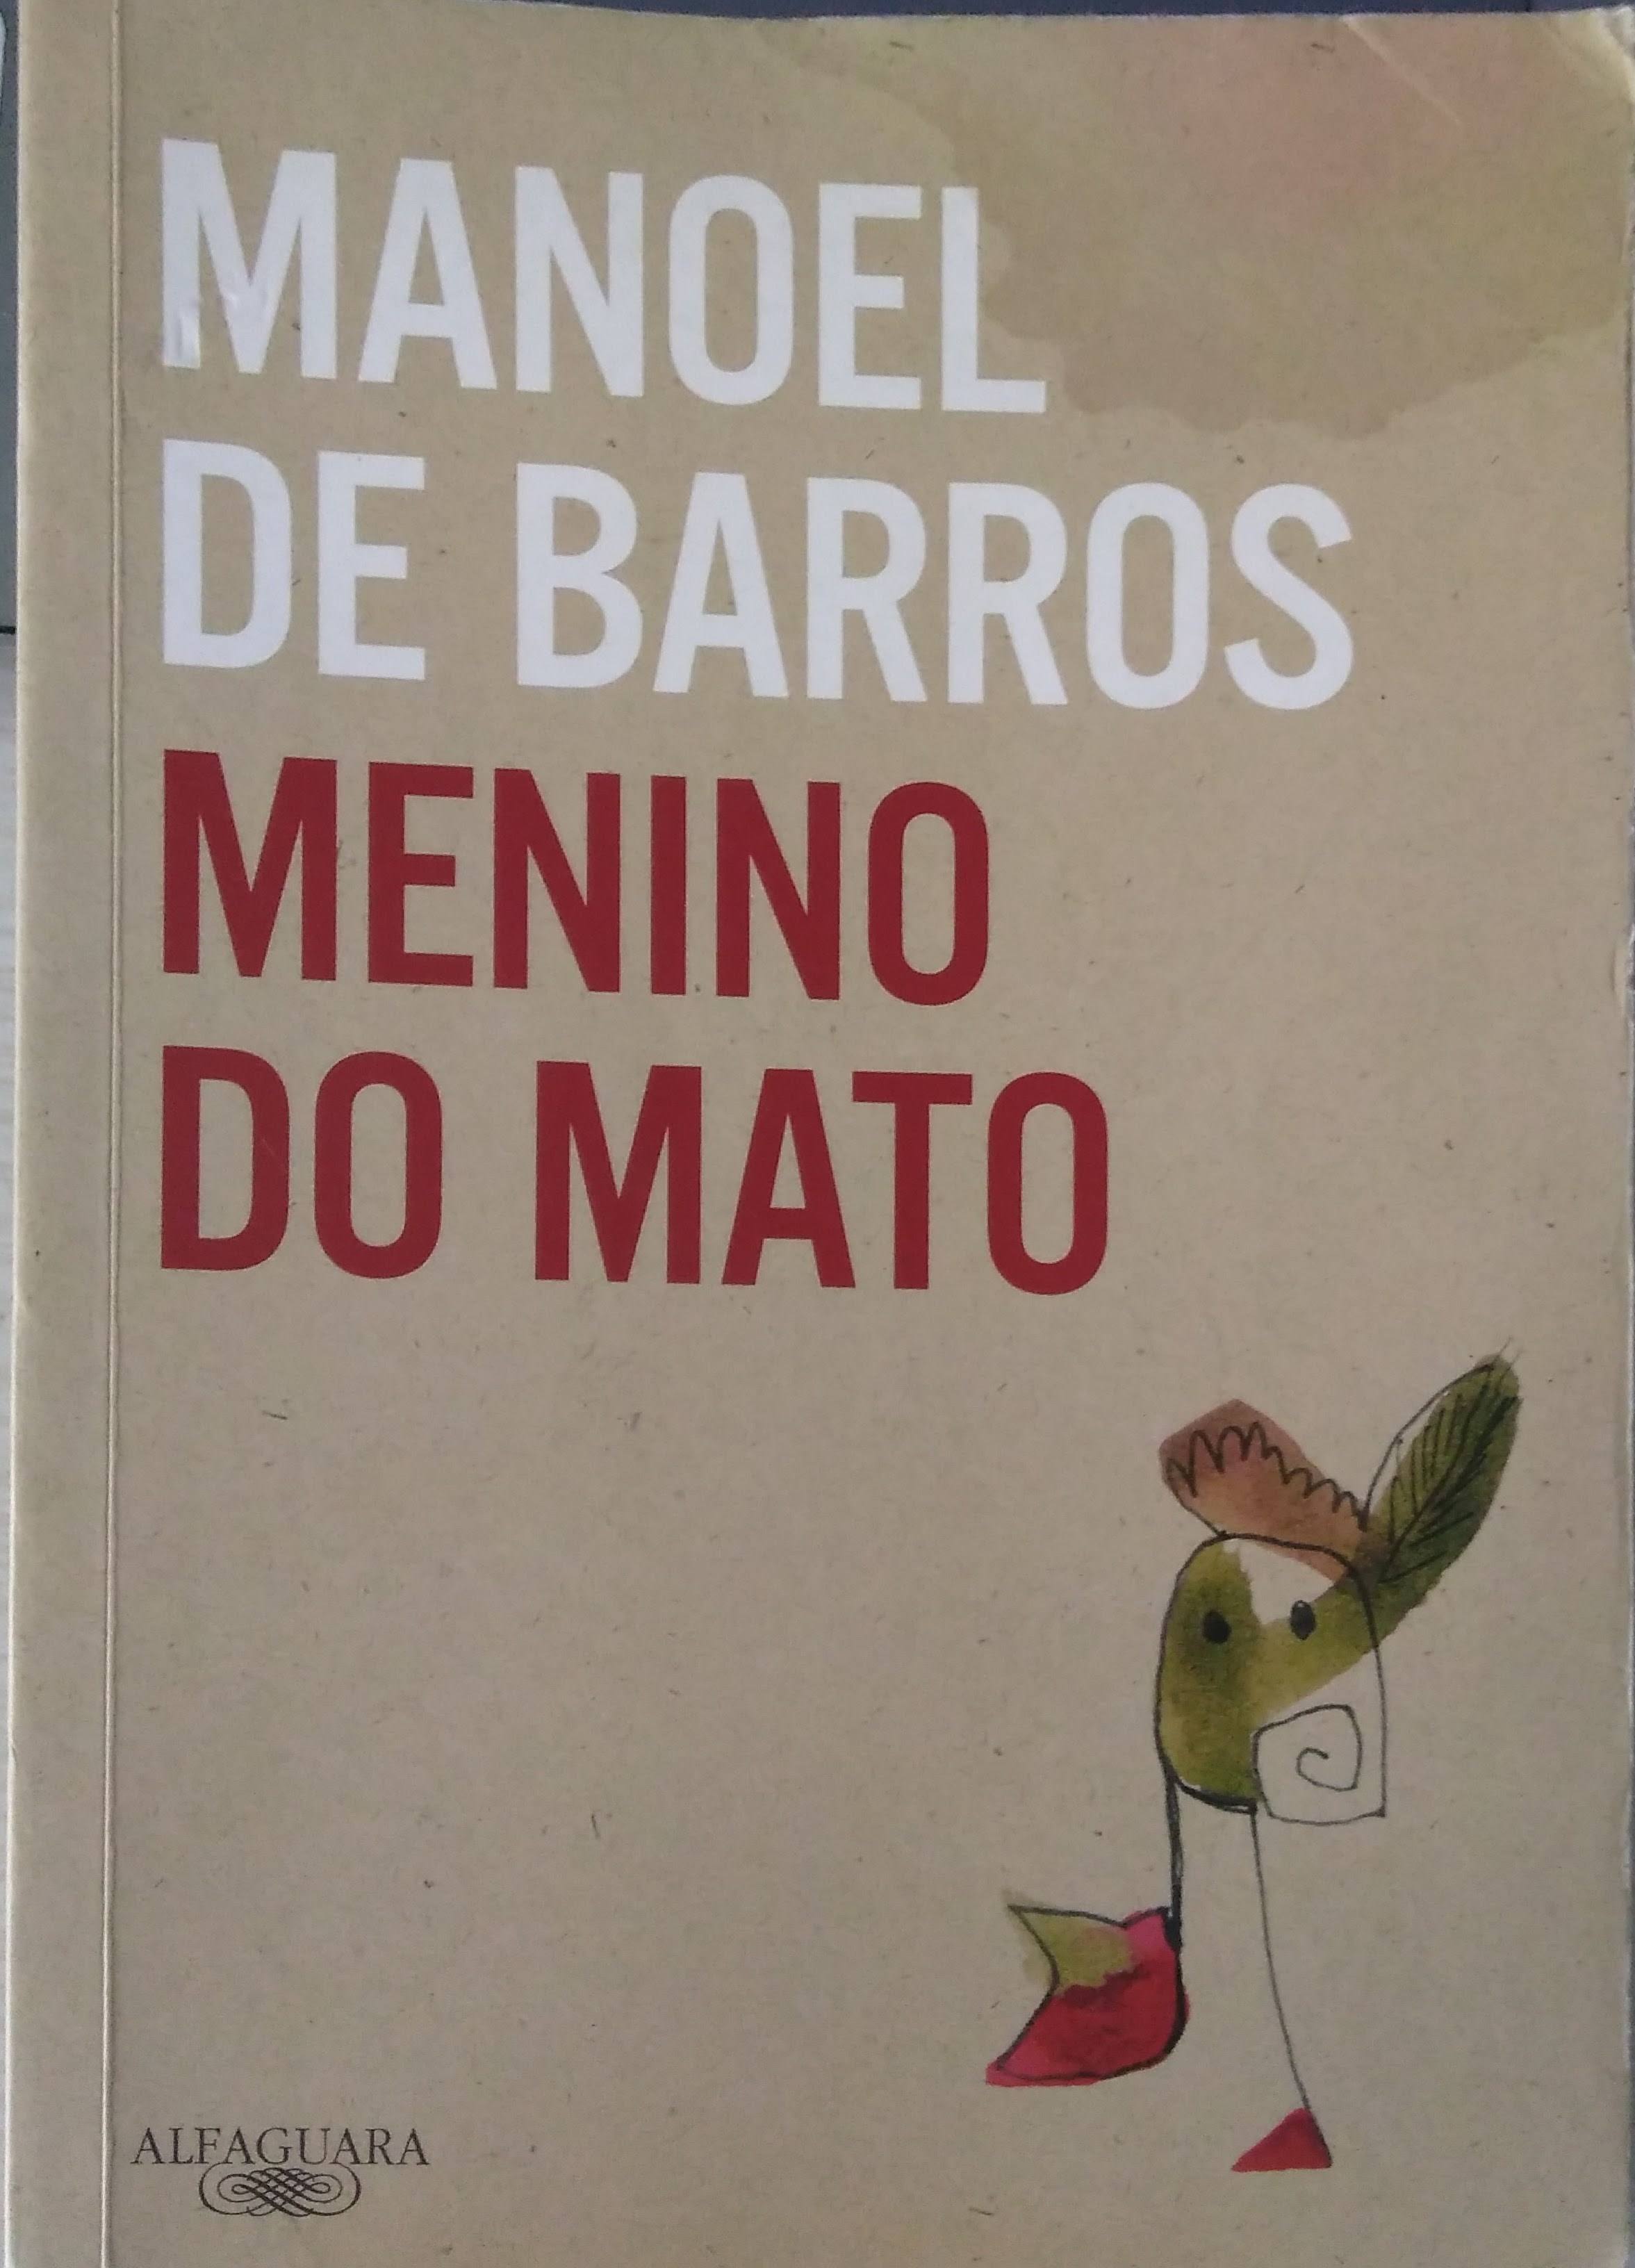 MANOEL
DE BARROS
MENINO
DO MATO
ALFAGUARA